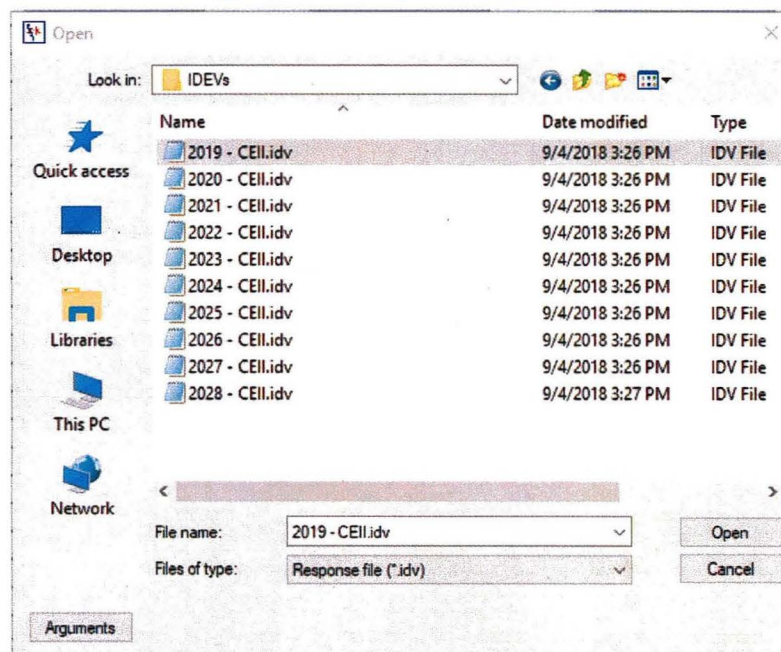 Open
Look in: IDEVs
Name Date modified Type
2019 - CEII.idv 9/4/2018 3:26 PM IDV File
2020 - CEII.idv 9/4/2018 3:26 PM IDV File
2021 - CEII.idv 9/4/2018 3:26 PM IDV File
2022 - CEII.idv 9/4/2018 3:26 PM IDV File
2023 - CEII.idv 9/4/2018 3:26 PM IDV File
2024 - CEII.idv 9/4/2018 3:26 PM IDV File
2025 - CEII.idv 9/4/2018 3:26 PM IDV File
2026 - CEII.idv 9/4/2018 3:26 PM IDV File
2027 - CEII.idv 9/4/2018 3:26 PM IDV File
2028 - CEII.idv 9/4/2018 3:27 PM IDV File
Quick access
Desktop
Libraries
This PC
Network
File name: 2019 - CEII.idv Open
Files of type: Response file (*.idv) Cancel
Arguments